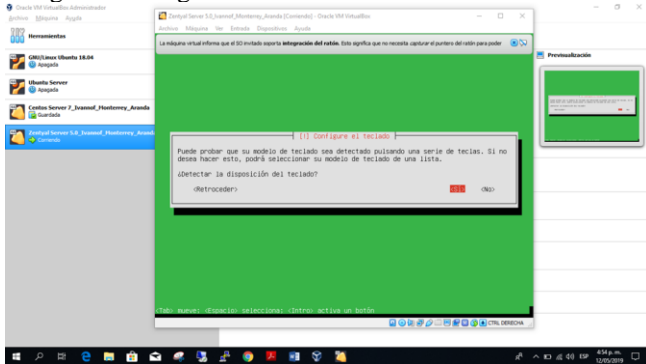 Oracle VM VirtualBox Administrador
Archivo Máquina Ayuda
Herramientas
GNU/Linux Ubuntu 18.04
Apagada
Ubuntu Server
Apagada
Centos Server 7_Ivannof_Monterrey_Aranda
Guardada
Zentyal Server 5.0_Ivannof_Monterrey_Aranda
Corriendo
Zentyal Server 5.0_Ivannof_Monterrey_Aranda [Corriendo] - Oracle VM VirtualBox
Archivo Máquina Ver Entrada Dispositivos Ayuda
La máquina virtual informa que el SO invitado soporta integración del ratón. Esto significa que no necesita capturar el puntero del ratón para poder
Previsualización
[!] Configure el teclado
Puede probar que su modelo de teclado sea detectado pulsando una serie de teclas. Si no
desea hacer esto, podrá seleccionar su modelo de teclado de una lista.
¿Detectar la disposición del teclado?
<Retroceder> <Sí> <No>
<Tab> mueve; <Espacio> selecciona; <Intro> activa un botón
CTRL DERECHA
ESP
4:54 p. m.
12/05/2019